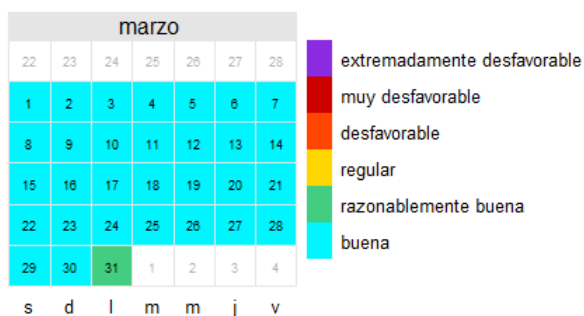 marzo
22 23 24 25 26 27 28
1 2 3 4 5 6 7
8 9 10 11 12 13 14
15 16 17 18 19 20 21
22 23 24 25 26 27 28
29 30 31 1 2 3 4
s d l m m j v
extremadamente desfavorable
muy desfavorable
desfavorable
regular
razonablemente buena
buena